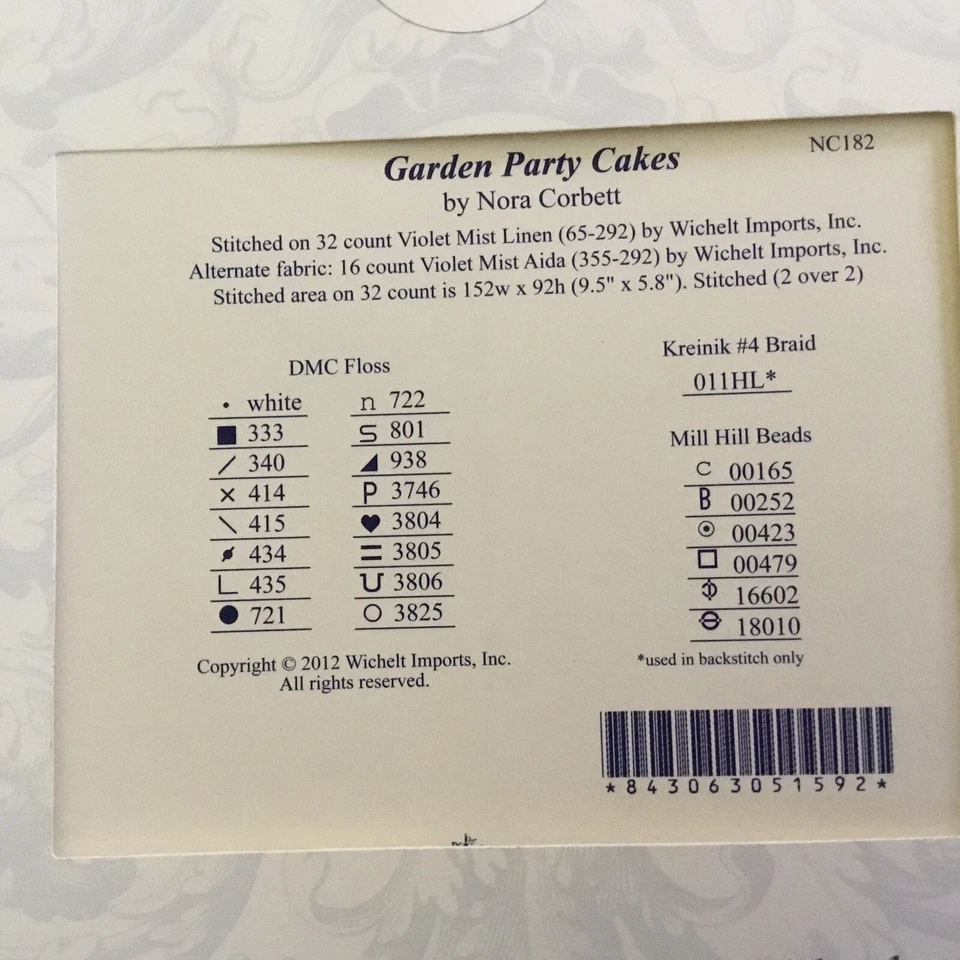 NC182
Garden Party Cakes
by Nora Corbett
Stitched on 32 count Violet Mist Linen (65-292) by Wichelt Imports, Inc.
Alternate fabric: 16 count Violet Mist Aida (355-292) by Wichelt Imports, Inc.
Stitched area on 32 count is 152w x 92h (9.5" x 5.8"). Stitched (2 over 2)
DMC Floss
• white
■ 333
/ 340
× 414
\ 415
434
L 435
● 721
n 722
S 801
◢ 938
P 3746
♥ 3804
= 3805
U 3806
○ 3825
Kreinik #4 Braid
011HL*
Mill Hill Beads
C 00165
B 00252
⊙ 00423
□ 00479
⌽ 16602
⊖ 18010
*used in backstitch only
Copyright © 2012 Wichelt Imports, Inc.
All rights reserved.
*843063051592*